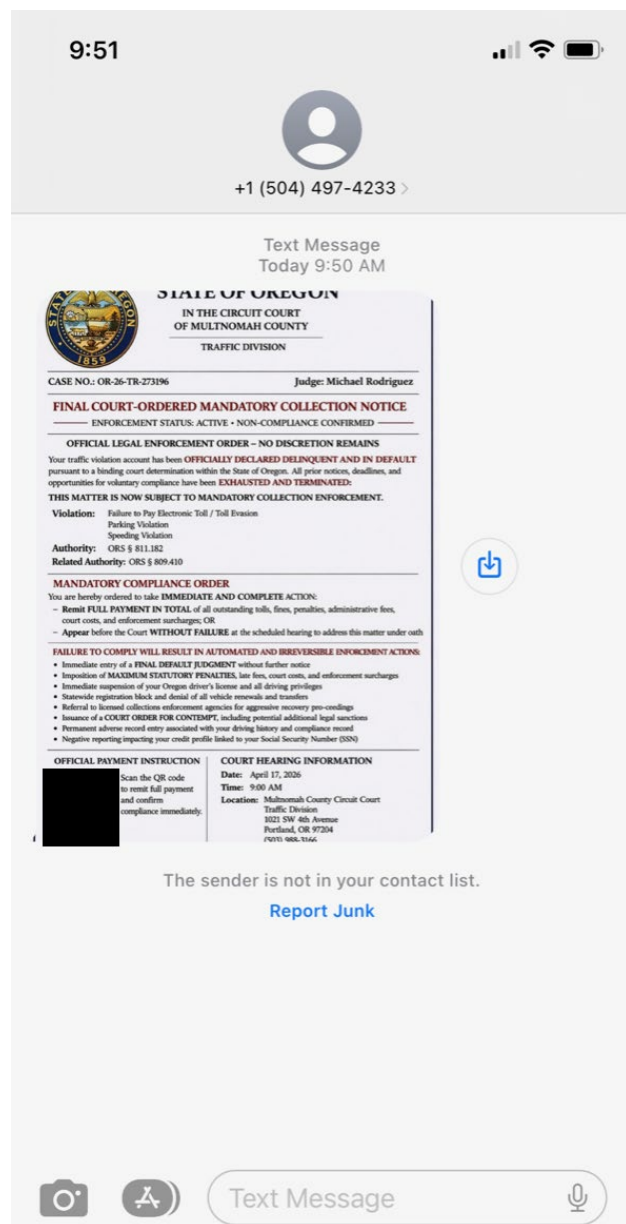 9:51
+1 (504) 497-4233 >
Text Message
Today 9:50 AM
STATE OF OREGON
IN THE CIRCUIT COURT
OF MULTNOMAH COUNTY
TRAFFIC DIVISION
1859
CASE NO.: OR-26-TR-273196 Judge: Michael Rodriguez
FINAL COURT-ORDERED MANDATORY COLLECTION NOTICE
ENFORCEMENT STATUS: ACTIVE • NON-COMPLIANCE CONFIRMED
OFFICIAL LEGAL ENFORCEMENT ORDER – NO DISCRETION REMAINS
Your traffic violation account has been OFFICIALLY DECLARED DELINQUENT AND IN DEFAULT
pursuant to a binding court determination within the State of Oregon. All prior notices, deadlines, and
opportunities for voluntary compliance have been EXHAUSTED AND TERMINATED:
THIS MATTER IS NOW SUBJECT TO MANDATORY COLLECTION ENFORCEMENT.
Violation: Failure to Pay Electronic Toll / Toll Evasion
Parking Violation
Speeding Violation
Authority: ORS § 811.182
Related Authority: ORS § 809.410
MANDATORY COMPLIANCE ORDER
You are hereby ordered to take IMMEDIATE AND COMPLETE ACTION:
– Remit FULL PAYMENT IN TOTAL of all outstanding tolls, fines, penalties, administrative fees,
court costs, and enforcement surcharges; OR
– Appear before the Court WITHOUT FAILURE at the scheduled hearing to address this matter under oath
FAILURE TO COMPLY WILL RESULT IN AUTOMATED AND IRREVERSIBLE ENFORCEMENT ACTIONS:
• Immediate entry of a FINAL DEFAULT JUDGMENT without further notice
• Imposition of MAXIMUM STATUTORY PENALTIES, late fees, court costs, and enforcement surcharges
• Immediate suspension of your Oregon driver's license and all driving privileges
• Statewide registration block and denial of all vehicle renewals and transfers
• Referral to licensed collections enforcement agencies for aggressive recovery pro-ceedings
• Issuance of a COURT ORDER FOR CONTEMPT, including potential additional legal sanctions
• Permanent adverse record entry associated with your driving history and compliance record
• Negative reporting impacting your credit profile linked to your Social Security Number (SSN)
OFFICIAL PAYMENT INSTRUCTION
Scan the QR code
to remit full payment
and confirm
compliance immediately.
COURT HEARING INFORMATION
Date: April 17, 2026
Time: 9:00 AM
Location: Multnomah County Circuit Court
Traffic Division
1021 SW 4th Avenue
Portland, OR 97204
(503) 988-3166
The sender is not in your contact list.
Report Junk
Text Message